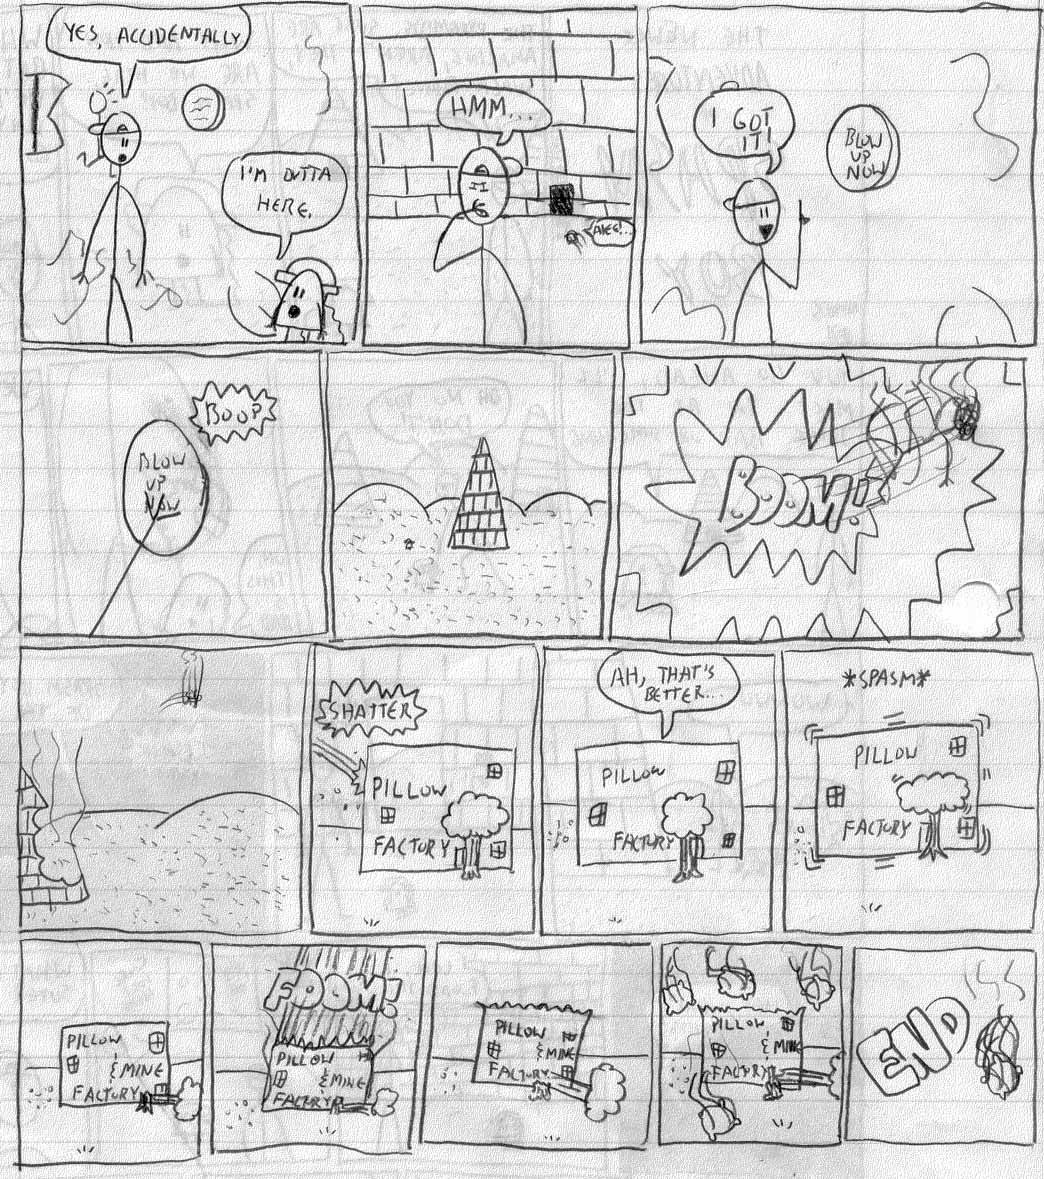 YES, ACCIDENTALLY
I'M OUTTA
HERE.
HMM...
I GOT
IT!
BLOW
UP
NOW
BOOP
BLOW
UP
NOW
BOOM!
SHATTER
PILLOW
FACTORY
AH, THAT'S
BETTER...
PILLOW
FACTORY
*SPASM*
PILLOW
FACTORY
PILLOW
& MINE
FACTORY
FOOM!
PILLOW
& MINE
FACTORY
PILLOW
& MINE
FACTORY
PILLOW
& MINE
FACTORY
END